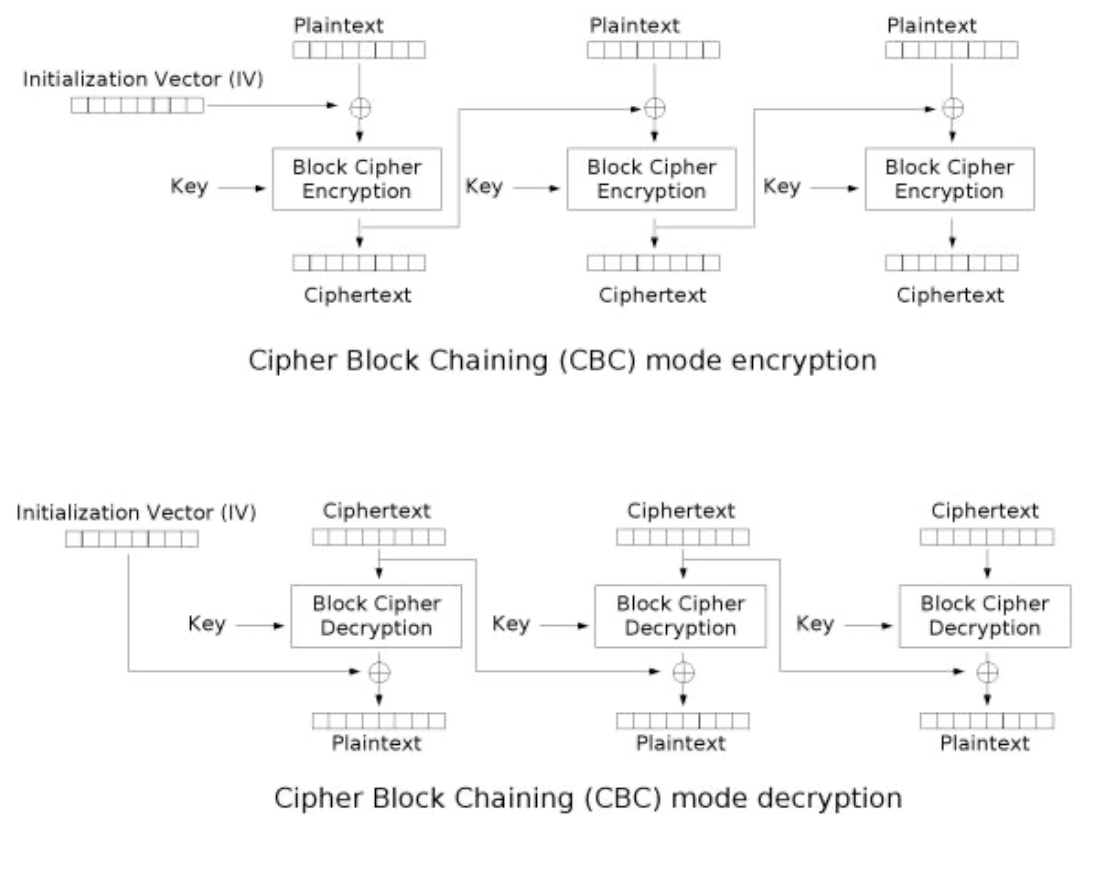 Plaintext Plaintext Plaintext
Initialization Vector (IV)
Block Cipher Block Cipher Block Cipher
Key Key Key
Encryption Encryption Encryption
Ciphertext Ciphertext Ciphertext
Cipher Block Chaining (CBC) mode encryption
Initialization Vector (IV) Ciphertext Ciphertext Ciphertext
Block Cipher Block Cipher Block Cipher
Key Key Key
Decryption Decryption Decryption
Plaintext Plaintext Plaintext
Cipher Block Chaining (CBC) mode decryption